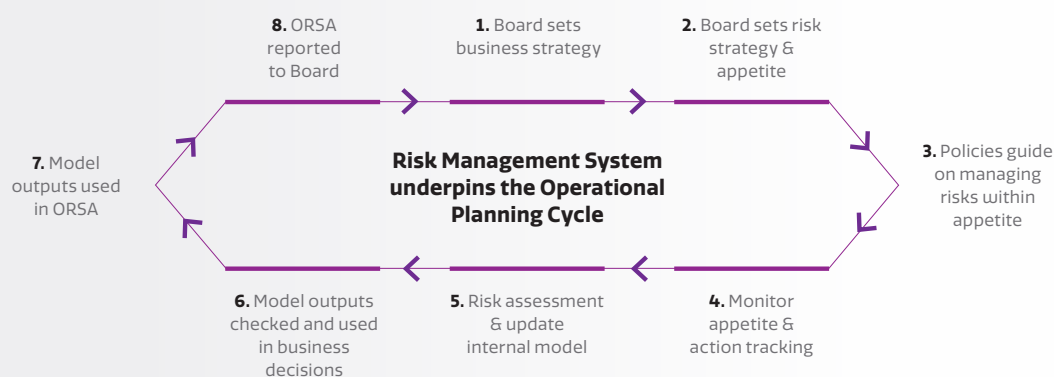 8. ORSA
reported
to Board
1. Board sets
business strategy
2. Board sets risk
strategy &
appetite
3. Policies guide
on managing
risks within
appetite
4. Monitor
appetite &
action tracking
5. Risk assessment
& update
internal model
6. Model outputs
checked and used
in business
decisions
7. Model
outputs used
in ORSA
Risk Management System
underpins the Operational
Planning Cycle